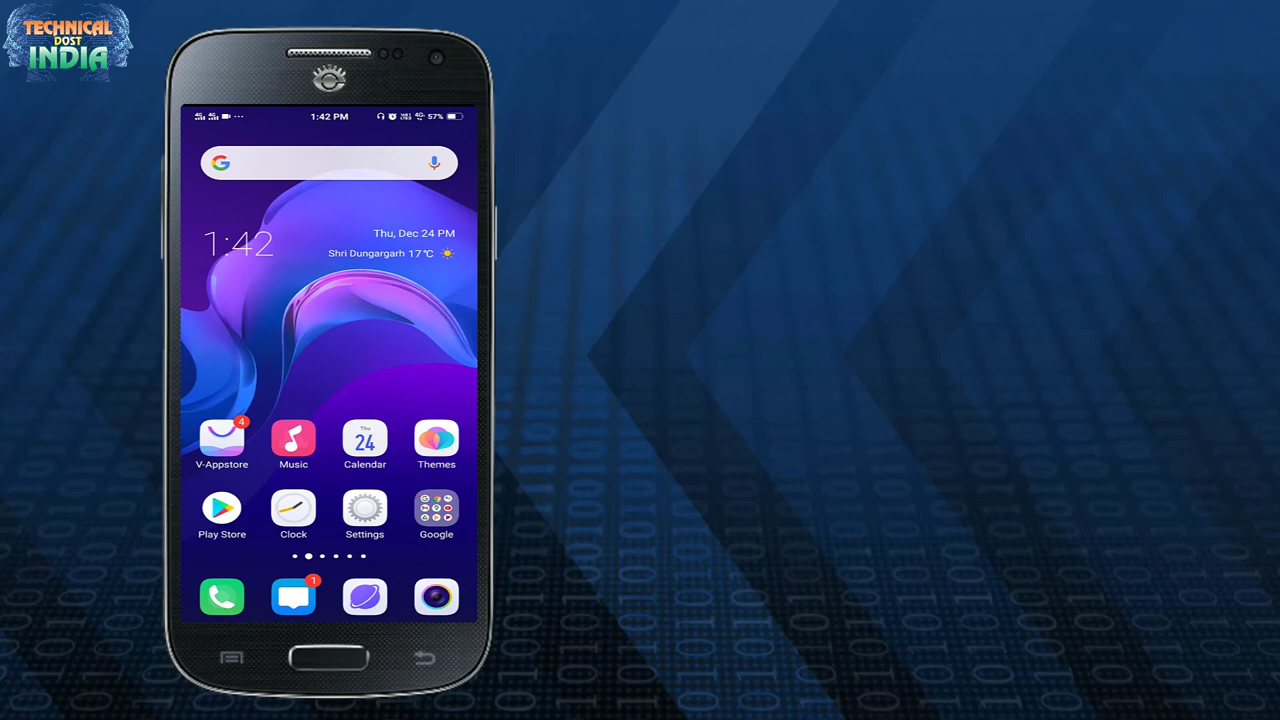 TECHNICAL
DOST
INDIA
1:42 PM
57%
1:42
Thu, Dec 24 PM
Shri Dungargarh 17°C
4
V-Appstore
Music
Thu
24
Calendar
Themes
Play Store
Clock
Settings
Google
1